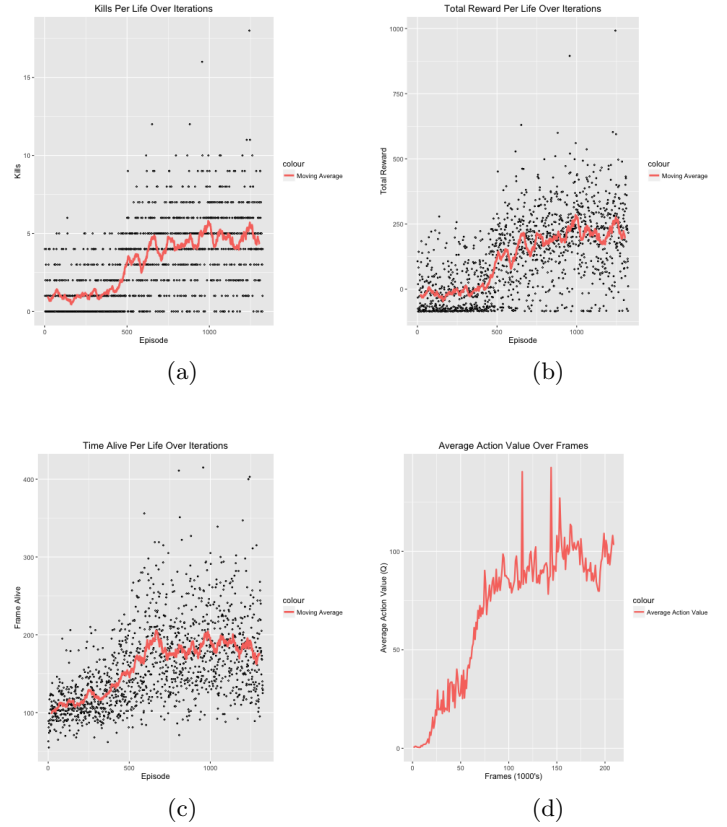 Kills Per Life Over Iterations
15
10
5
0
Kills
0 500 1000
Episode
colour
Moving Average
(a)
Total Reward Per Life Over Iterations
1000
750
500
250
0
Total Reward
0 500 1000
Episode
colour
Moving Average
(b)
Time Alive Per Life Over Iterations
400
300
200
100
Frame Alive
0 500 1000
Episode
colour
Moving Average
(c)
Average Action Value Over Frames
100
50
0
Average Action Value (Q)
0 50 100 150 200
Frames (1000's)
colour
Average Action Value
(d)